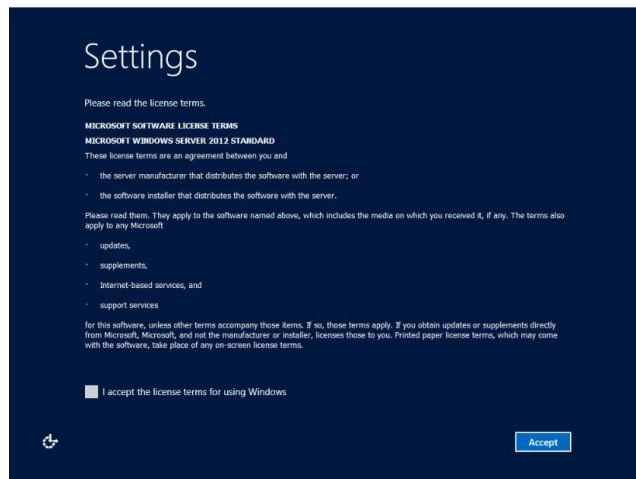 Settings
Please read the license terms.
MICROSOFT SOFTWARE LICENSE TERMS
MICROSOFT WINDOWS SERVER 2012 STANDARD
These license terms are an agreement between you and
· the server manufacturer that distributes the software with the server; or
· the software installer that distributes the software with the server.
Please read them. They apply to the software named above, which includes the media on which you received it, if any. The terms also
apply to any Microsoft
· updates,
· supplements,
· Internet-based services, and
· support services
for this software, unless other terms accompany those items. If so, those terms apply. If you obtain updates or supplements directly
from Microsoft, Microsoft, and not the manufacturer or installer, licenses those to you. Printed paper license terms, which may come
with the software, take place of any on-screen license terms.
I accept the license terms for using Windows
Accept